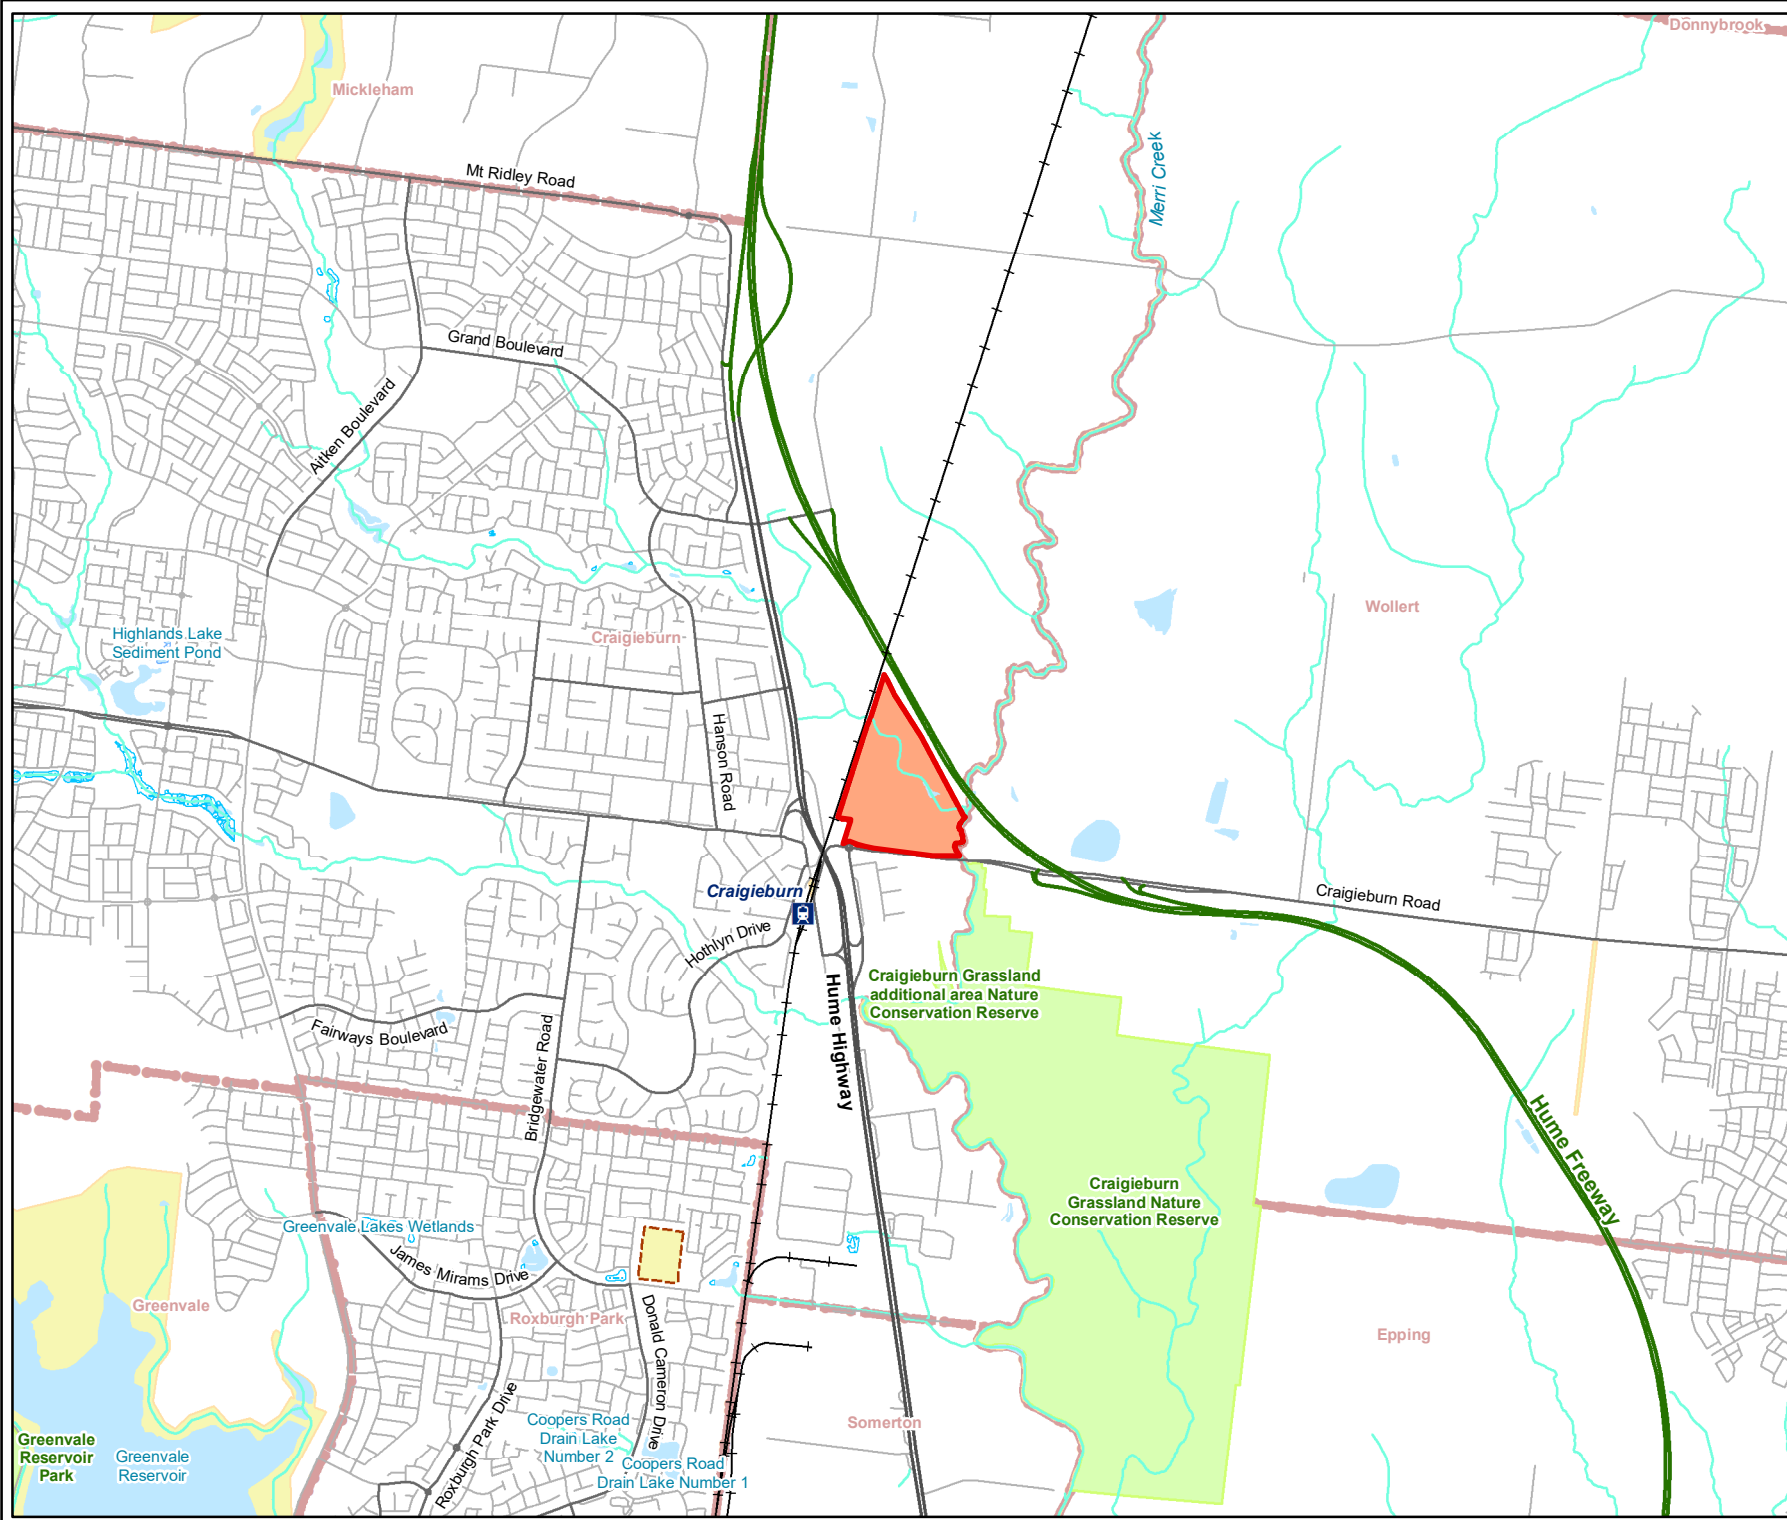 Donnybrook
Mickleham
Merri Creek
Mt Ridley Road
Grand Boulevard
Aitken Boulevard
Wollert
Highlands Lake
Sediment Pond
Craigieburn
Hanson Road
Craigieburn
Craigieburn Road
Hothlyn Drive
Hume Highway
Craigieburn Grassland
additional area Nature
Conservation Reserve
Fairways Boulevard
Bridgewater Road
Hume Freeway
Craigieburn
Grassland Nature
Conservation Reserve
Greenvale Lakes Wetlands
James Mirams Drive
Greenvale
Roxburgh Park
Donald Cameron Drive
Epping
Roxburgh Park Drive
Coopers Road
Drain Lake
Number 2
Somerton
Greenvale
Reservoir
Park
Greenvale
Reservoir
Coopers Road
Drain Lake Number 1